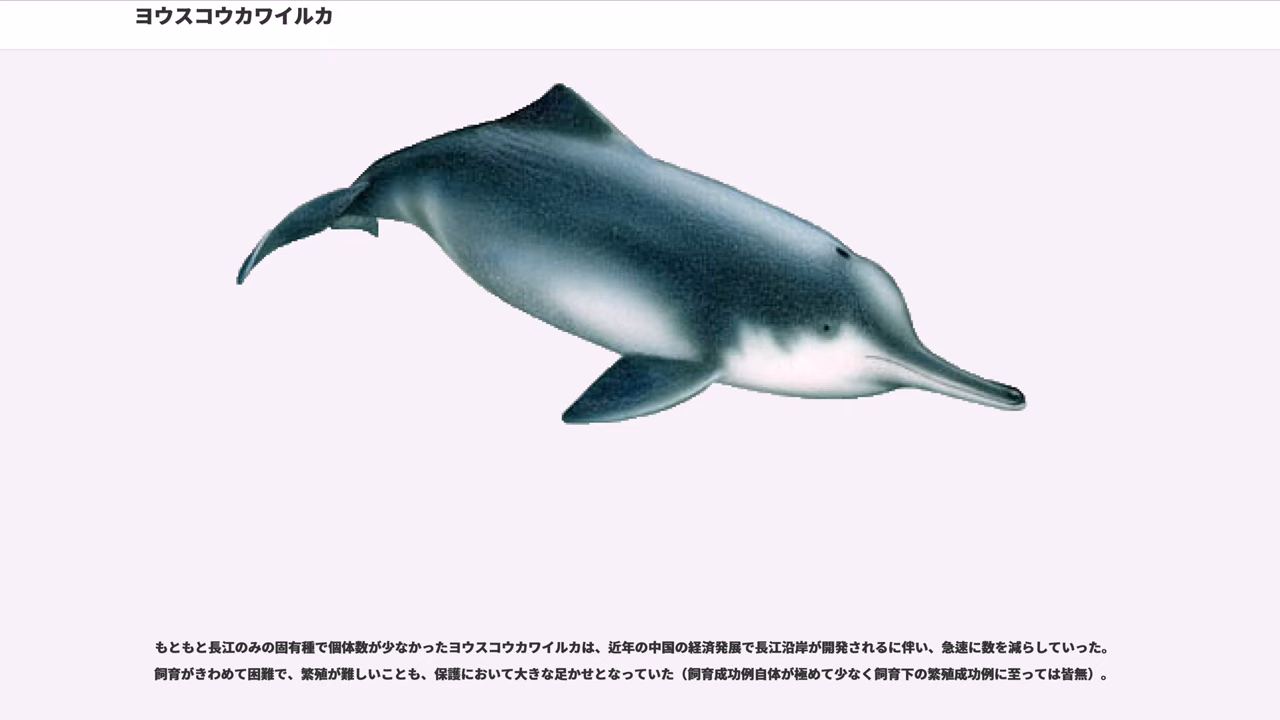 ヨウスコウカワイルカ
もともと長江のみの固有種で個体数が少なかったヨウスコウカワイルカは、近年の中国の経済発展で長江沿岸が開発されるに伴い、急速に数を減らしていった。
飼育がきわめて困難で、繁殖が難しいことも、保護において大きな足かせとなっていた（飼育成功例自体が極めて少なく飼育下の繁殖成功例に至っては皆無）。